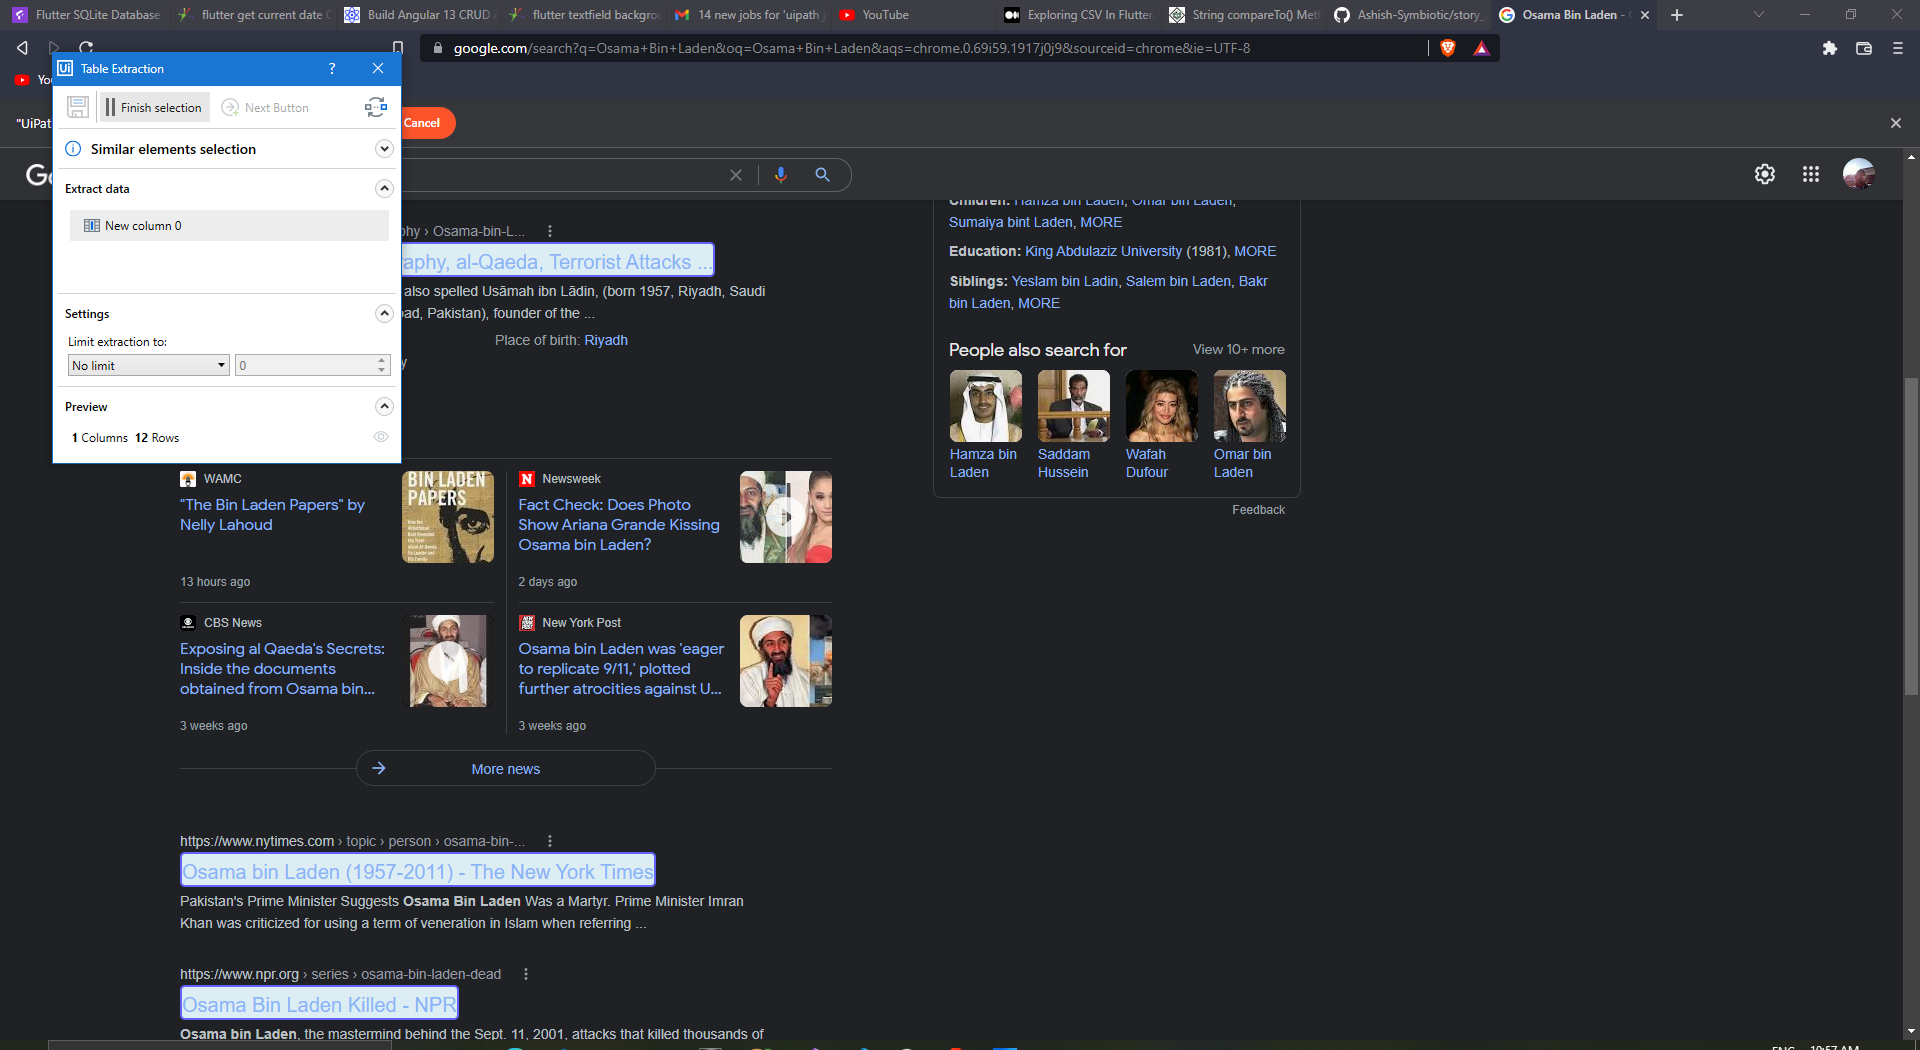 Flutter SQLite Database
flutter get current date
Build Angular 13 CRUD
flutter textfield backgrou
14 new jobs for 'uipath
YouTube
Exploring CSV In Flutter.
String compareTo() Met
Ashish-Symbiotic/story_
Osama Bin Laden -
google.com/search?q=Osama+Bin+Laden&oq=Osama+Bin+Laden&aqs=chrome.0.69i59.1917j0j9&sourceid=chrome&ie=UTF-8
Ui Table Extraction
?
You
Finish selection
Next Button
"UiPat
Cancel
Similar elements selection
Extract data
New column 0
Settings
Limit extraction to:
No limit
0
Preview
1 Columns 12 Rows
Go
phy › Osama-bin-L...
raphy, al-Qaeda, Terrorist Attacks ...
also spelled Usāmah ibn Lādin, (born 1957, Riyadh, Saudi
bad, Pakistan), founder of the ...
Place of birth: Riyadh
y
Children: Hamza bin Laden, Omar bin Laden,
Sumaiya bint Laden, MORE
Education: King Abdulaziz University (1981), MORE
Siblings: Yeslam bin Ladin, Salem bin Laden, Bakr
bin Laden, MORE
People also search for
View 10+ more
Hamza bin
Laden
Saddam
Hussein
Wafah
Dufour
Omar bin
Laden
Feedback
WAMC
"The Bin Laden Papers" by
Nelly Lahoud
BIN LADEN
PAPERS
13 hours ago
N Newsweek
Fact Check: Does Photo
Show Ariana Grande Kissing
Osama bin Laden?
2 days ago
CBS News
Exposing al Qaeda's Secrets:
Inside the documents
obtained from Osama bin...
3 weeks ago
NEW YORK POST New York Post
Osama bin Laden was 'eager
to replicate 9/11,' plotted
further atrocities against U...
3 weeks ago
More news
https://www.nytimes.com › topic › person › osama-bin-...
Osama bin Laden (1957-2011) - The New York Times
Pakistan's Prime Minister Suggests Osama Bin Laden Was a Martyr. Prime Minister Imran
Khan was criticized for using a term of veneration in Islam when referring ...
https://www.npr.org › series › osama-bin-laden-dead
Osama Bin Laden Killed - NPR
Osama bin Laden, the mastermind behind the Sept. 11, 2001, attacks that killed thousands of
ENG
10:57 AM